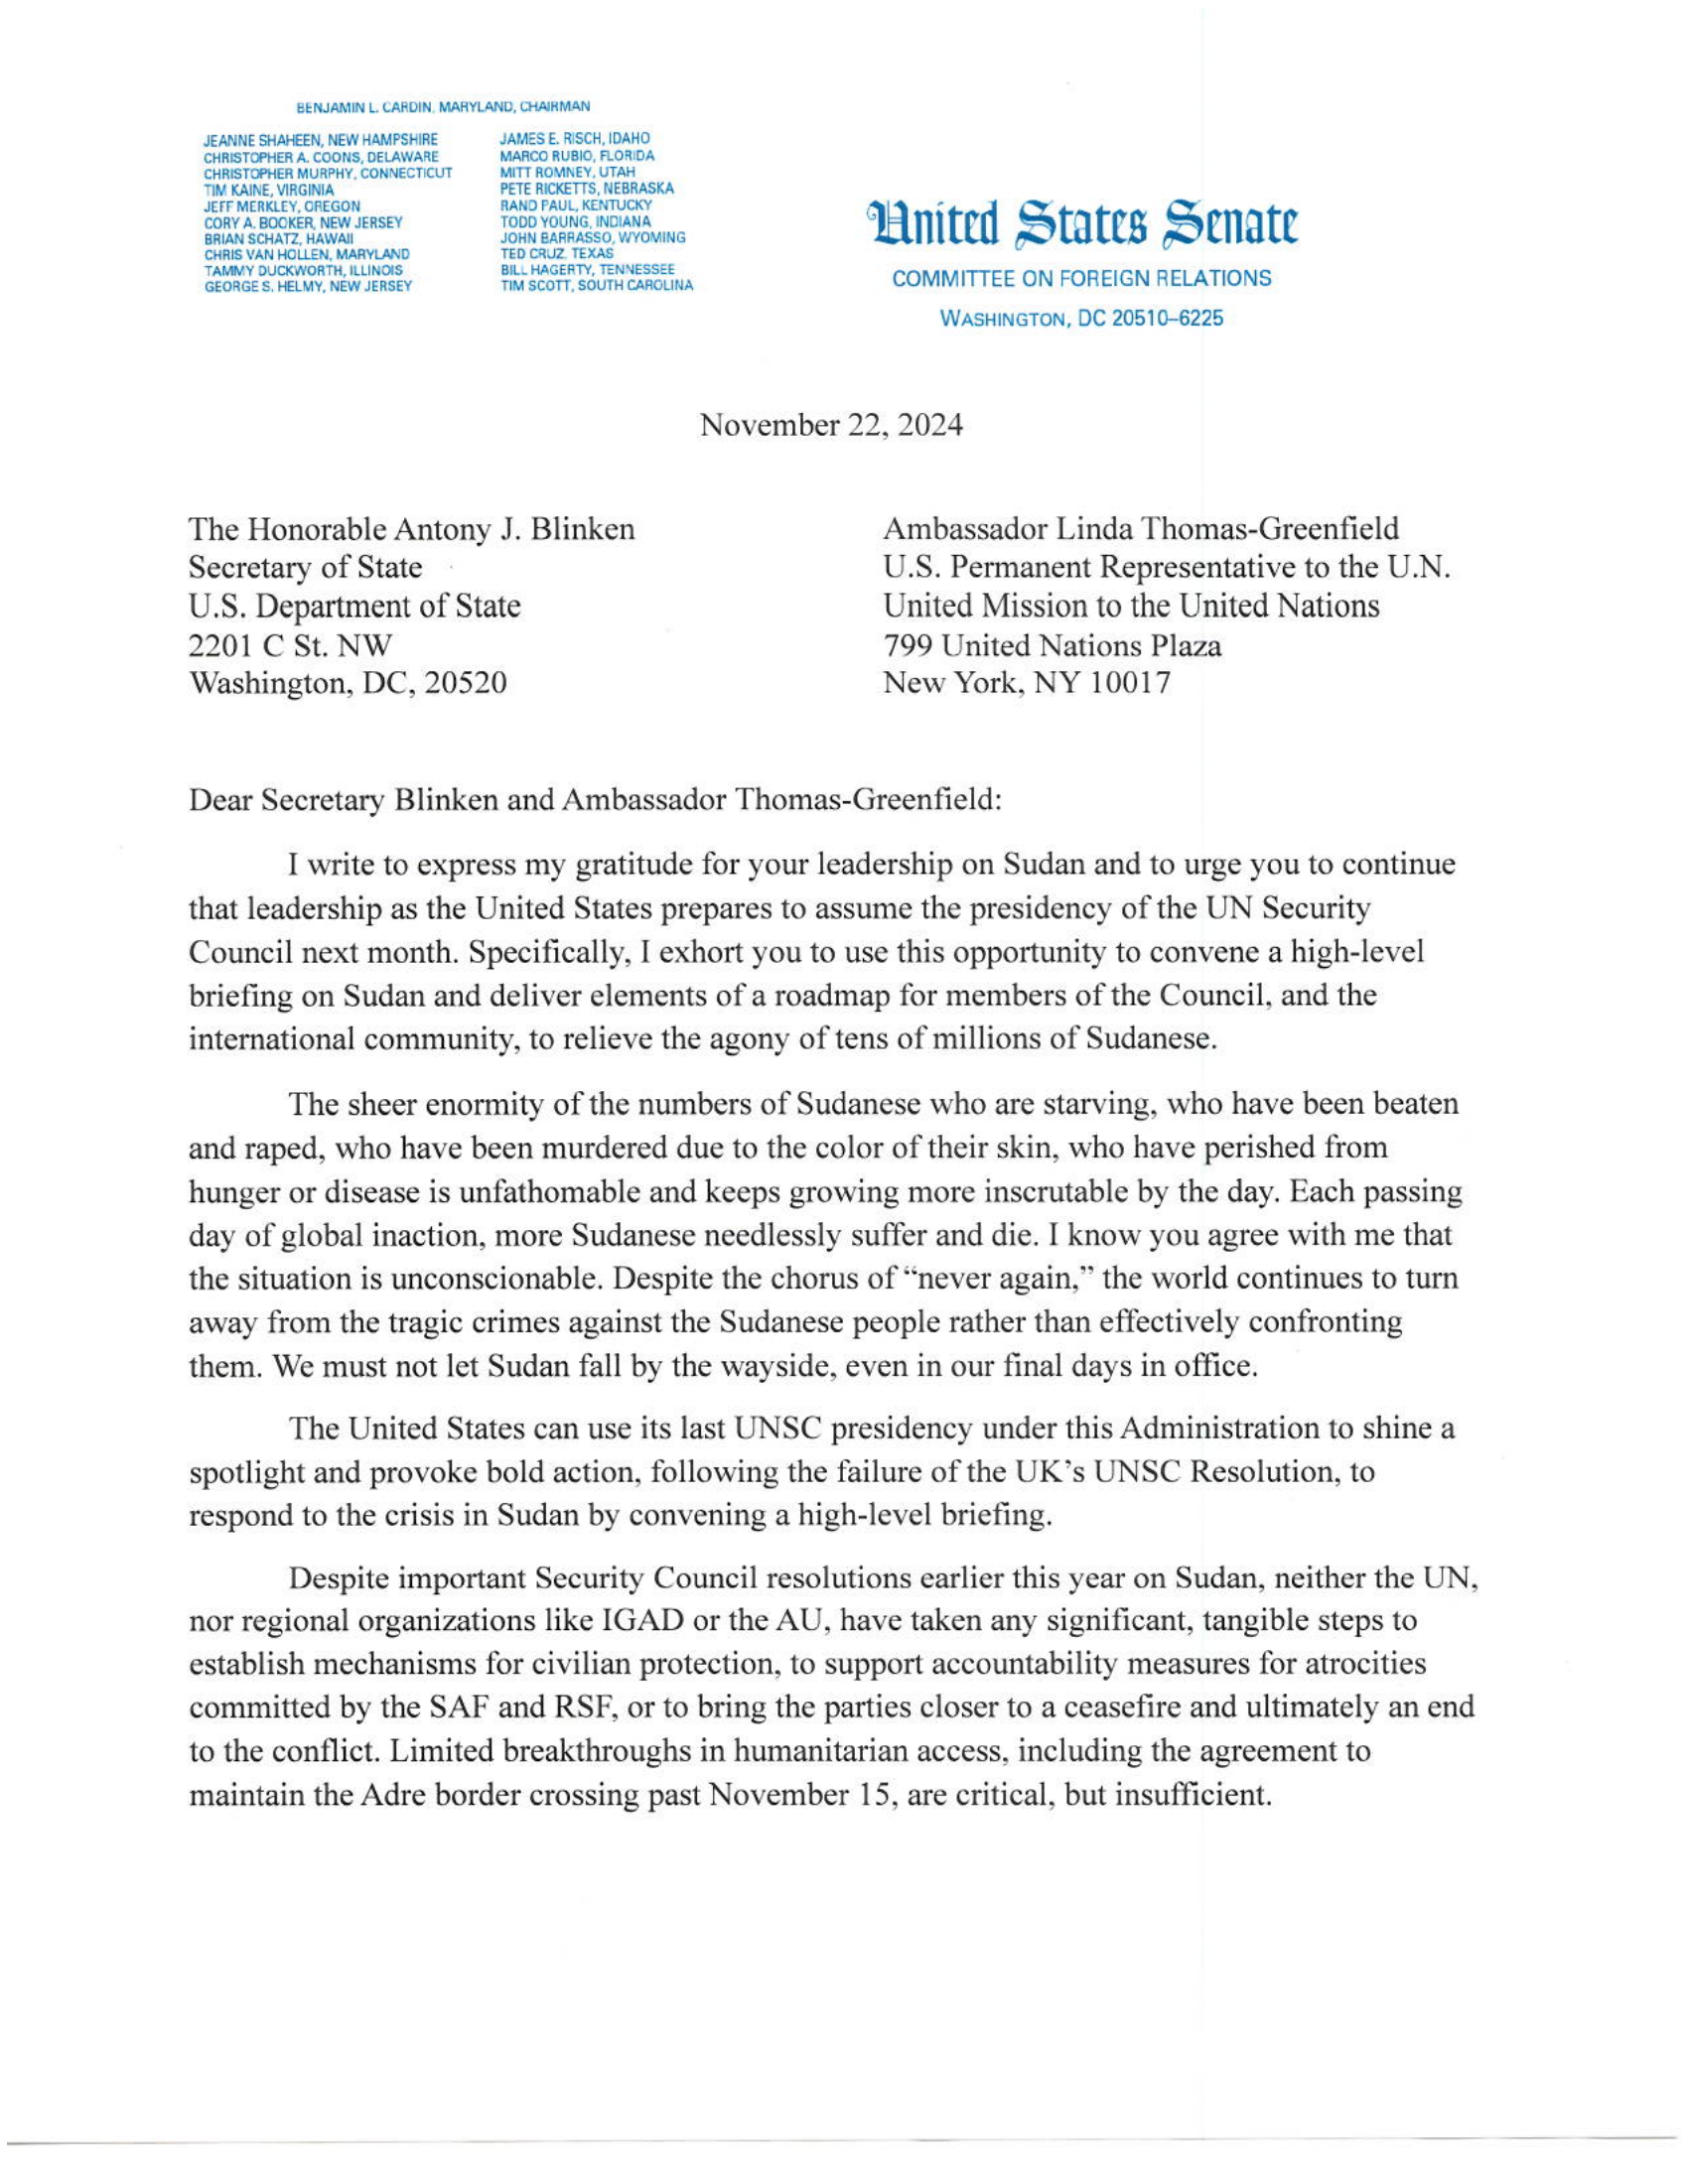 BENJAMIN L. CARDIN, MARYLAND, CHAIRMAN
JEANNE SHAHEEN, NEW HAMPSHIRE
CHRISTOPHER A. COONS, DELAWARE
CHRISTOPHER MURPHY, CONNECTICUT
TIM KAINE, VIRGINIA
JEFF MERKLEY, OREGON
CORY A. BOOKER, NEW JERSEY
BRIAN SCHATZ, HAWAII
CHRIS VAN HOLLEN, MARYLAND
TAMMY DUCKWORTH, ILLINOIS
GEORGE S. HELMY, NEW JERSEY
JAMES E. RISCH, IDAHO
MARCO RUBIO, FLORIDA
MITT ROMNEY, UTAH
PETE RICKETTS, NEBRASKA
RAND PAUL, KENTUCKY
TODD YOUNG, INDIANA
JOHN BARRASSO, WYOMING
TED CRUZ, TEXAS
BILL HAGERTY, TENNESSEE
TIM SCOTT, SOUTH CAROLINA
United States Senate
COMMITTEE ON FOREIGN RELATIONS
WASHINGTON, DC 20510–6225
November 22, 2024
The Honorable Antony J. Blinken
Secretary of State
U.S. Department of State
2201 C St. NW
Washington, DC, 20520
Ambassador Linda Thomas-Greenfield
U.S. Permanent Representative to the U.N.
United Mission to the United Nations
799 United Nations Plaza
New York, NY 10017
Dear Secretary Blinken and Ambassador Thomas-Greenfield:
I write to express my gratitude for your leadership on Sudan and to urge you to continue
that leadership as the United States prepares to assume the presidency of the UN Security
Council next month. Specifically, I exhort you to use this opportunity to convene a high-level
briefing on Sudan and deliver elements of a roadmap for members of the Council, and the
international community, to relieve the agony of tens of millions of Sudanese.
The sheer enormity of the numbers of Sudanese who are starving, who have been beaten
and raped, who have been murdered due to the color of their skin, who have perished from
hunger or disease is unfathomable and keeps growing more inscrutable by the day. Each passing
day of global inaction, more Sudanese needlessly suffer and die. I know you agree with me that
the situation is unconscionable. Despite the chorus of “never again,” the world continues to turn
away from the tragic crimes against the Sudanese people rather than effectively confronting
them. We must not let Sudan fall by the wayside, even in our final days in office.
The United States can use its last UNSC presidency under this Administration to shine a
spotlight and provoke bold action, following the failure of the UK’s UNSC Resolution, to
respond to the crisis in Sudan by convening a high-level briefing.
Despite important Security Council resolutions earlier this year on Sudan, neither the UN,
nor regional organizations like IGAD or the AU, have taken any significant, tangible steps to
establish mechanisms for civilian protection, to support accountability measures for atrocities
committed by the SAF and RSF, or to bring the parties closer to a ceasefire and ultimately an end
to the conflict. Limited breakthroughs in humanitarian access, including the agreement to
maintain the Adre border crossing past November 15, are critical, but insufficient.